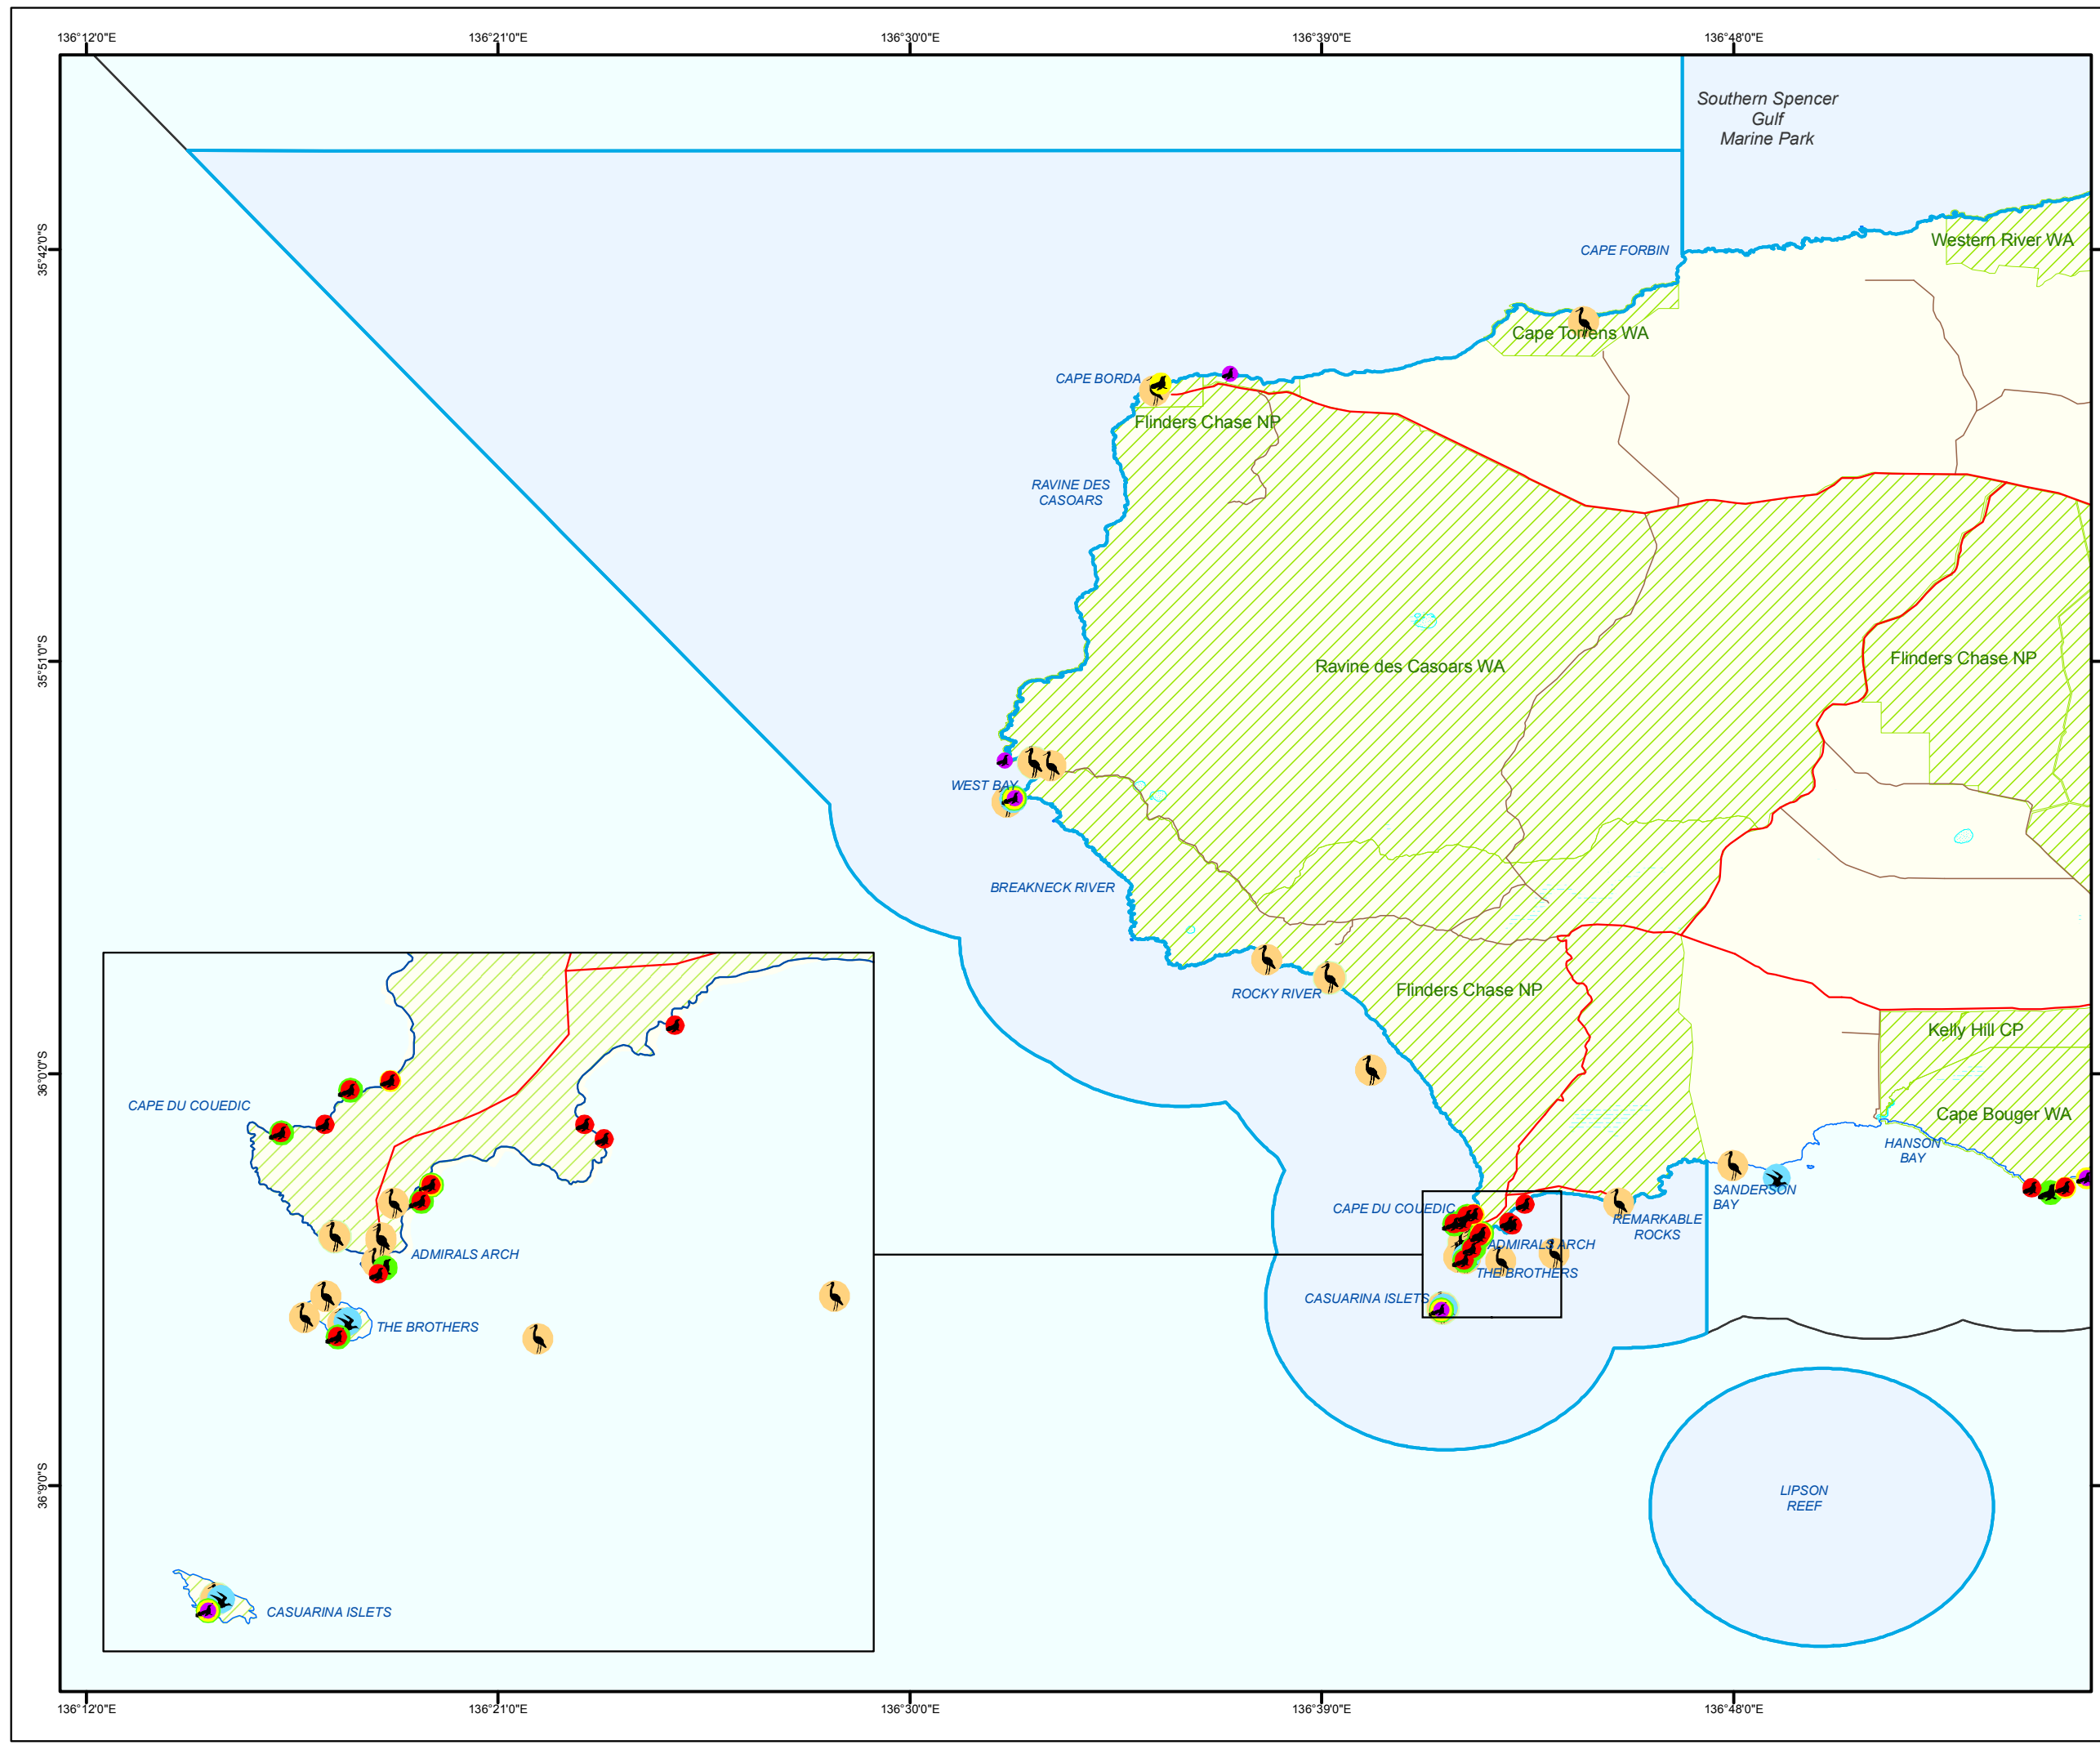 136°12'0"E
136°21'0"E
136°30'0"E
136°39'0"E
136°48'0"E
Southern Spencer
Gulf
Marine Park
35°42'0"S
CAPE FORBIN
Western River WA
Cape Torrens WA
CAPE BORDA
Flinders Chase NP
RAVINE DES
CASOARS
35°51'0"S
Ravine des Casoars WA
Flinders Chase NP
WEST BAY
BREAKNECK RIVER
ROCKY RIVER
Flinders Chase NP
Kelly Hill CP
36°0'0"S
CAPE DU COUEDIC
Cape Bouger WA
HANSON
BAY
SANDERSON
BAY
CAPE DU COUEDIC
REMARKABLE
ROCKS
ADMIRALS ARCH
ADMIRALS ARCH
THE BROTHERS
CASUARINA ISLETS
THE BROTHERS
36°9'0"S
LIPSON
REEF
CASUARINA ISLETS
136°12'0"E
136°21'0"E
136°30'0"E
136°39'0"E
136°48'0"E